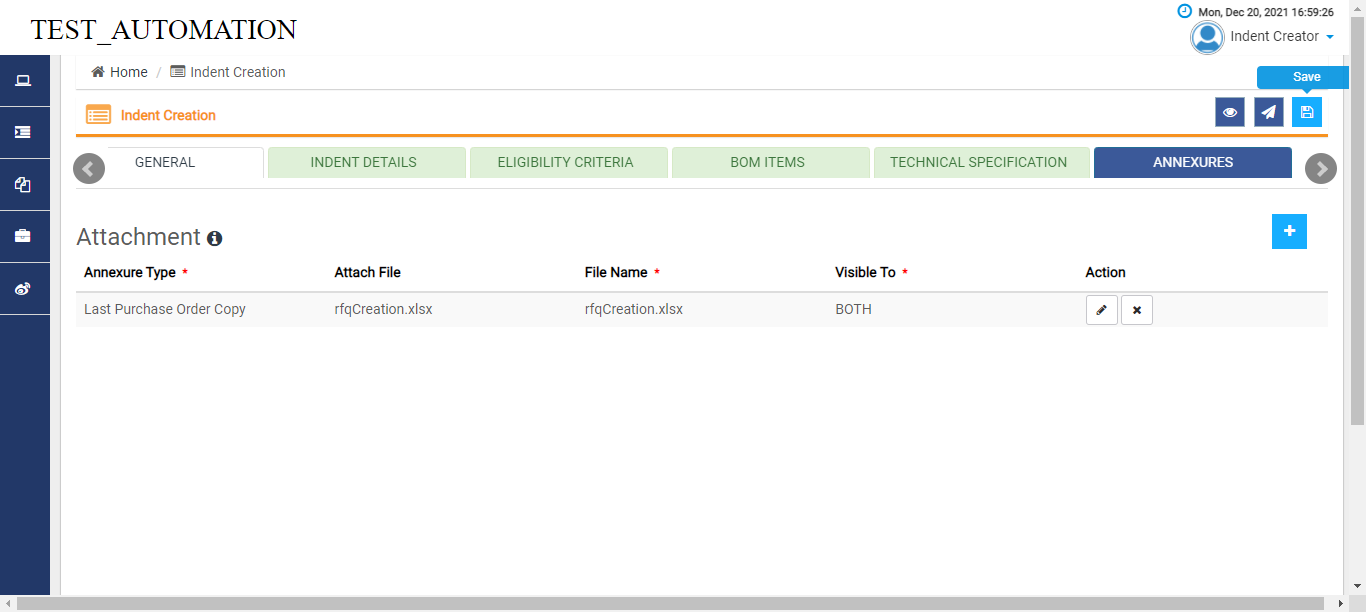 TEST_AUTOMATION
Mon, Dec 20, 2021 16:59:26
Indent Creator
Home / Indent Creation
Save
Indent Creation
GENERAL INDENT DETAILS ELIGIBILITY CRITERIA BOM ITEMS TECHNICAL SPECIFICATION ANNEXURES
Attachment
Annexure Type * Attach File File Name * Visible To * Action
Last Purchase Order Copy rfqCreation.xlsx rfqCreation.xlsx BOTH